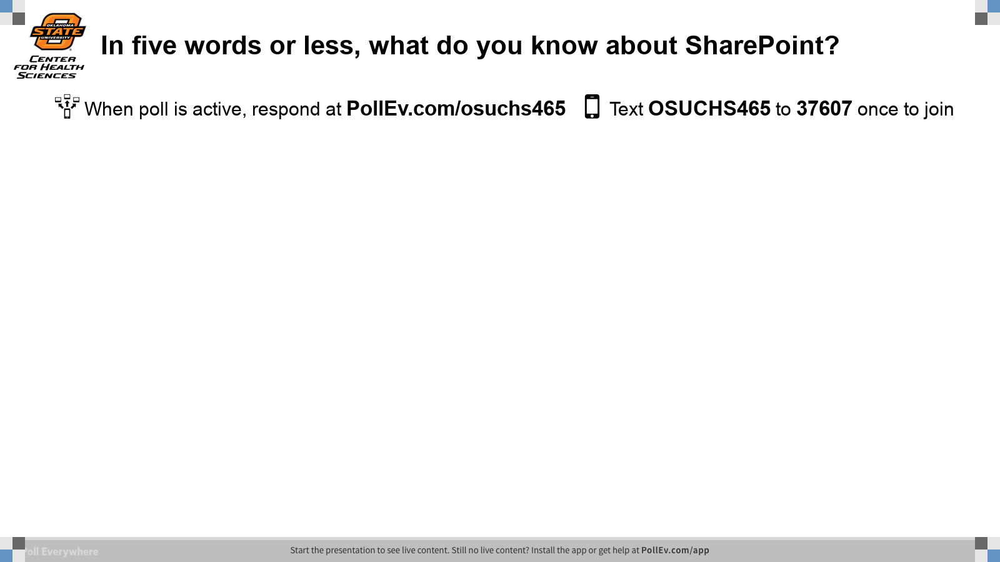 OKLAHOMA
STATE
UNIVERSITY
CENTER
FOR HEALTH
SCIENCES
In five words or less, what do you know about SharePoint?
When poll is active, respond at PollEv.com/osuchs465 Text OSUCHS465 to 37607 once to join
Poll Everywhere
Start the presentation to see live content. Still no live content? Install the app or get help at PollEv.com/app